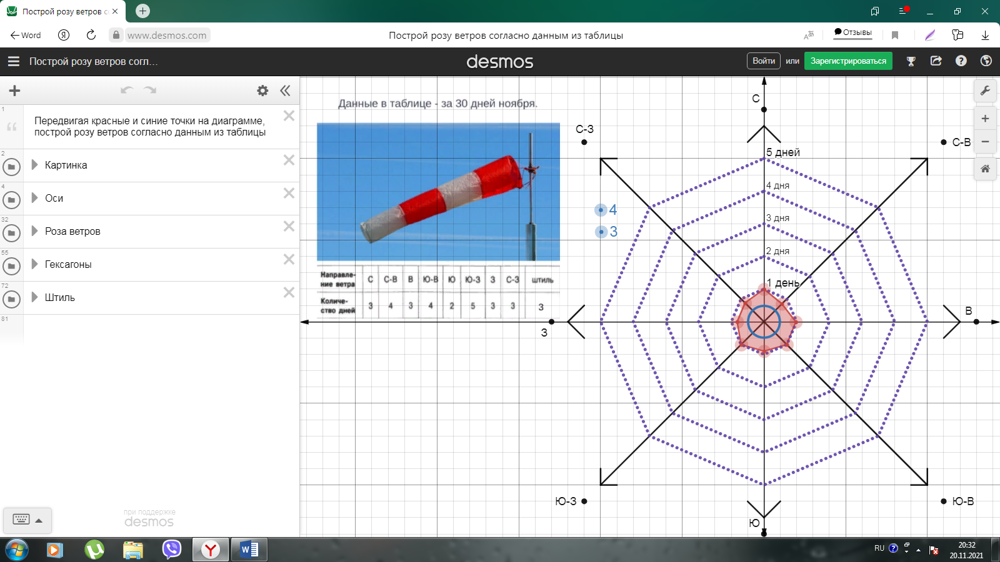 Построй розу ветров с
Word
www.desmos.com
Построй розу ветров согласно данным из таблицы
Отзывы
Построй розу ветров согл...
desmos
Войти
или
Зарегистрироваться
1
Передвигая красные и синие точки на диаграмме,
построй розу ветров согласно данным из таблицы
2
Картинка
4
Оси
32
Роза ветров
55
Гексагоны
72
Штиль
81
при поддержке
desmos
Данные в таблице - за 30 дней ноября.
Направле-
ние ветра
С С-В В Ю-В Ю Ю-З З С-З штиль
Количе-
ство дней
3 4 3 4 2 5 3 3 3
С
С-З
С-В
5 дней
4 дня
3 дня
2 дня
1 день
4
3
В
З
Ю-З
Ю-В
Ю
RU
20:32
20.11.2021